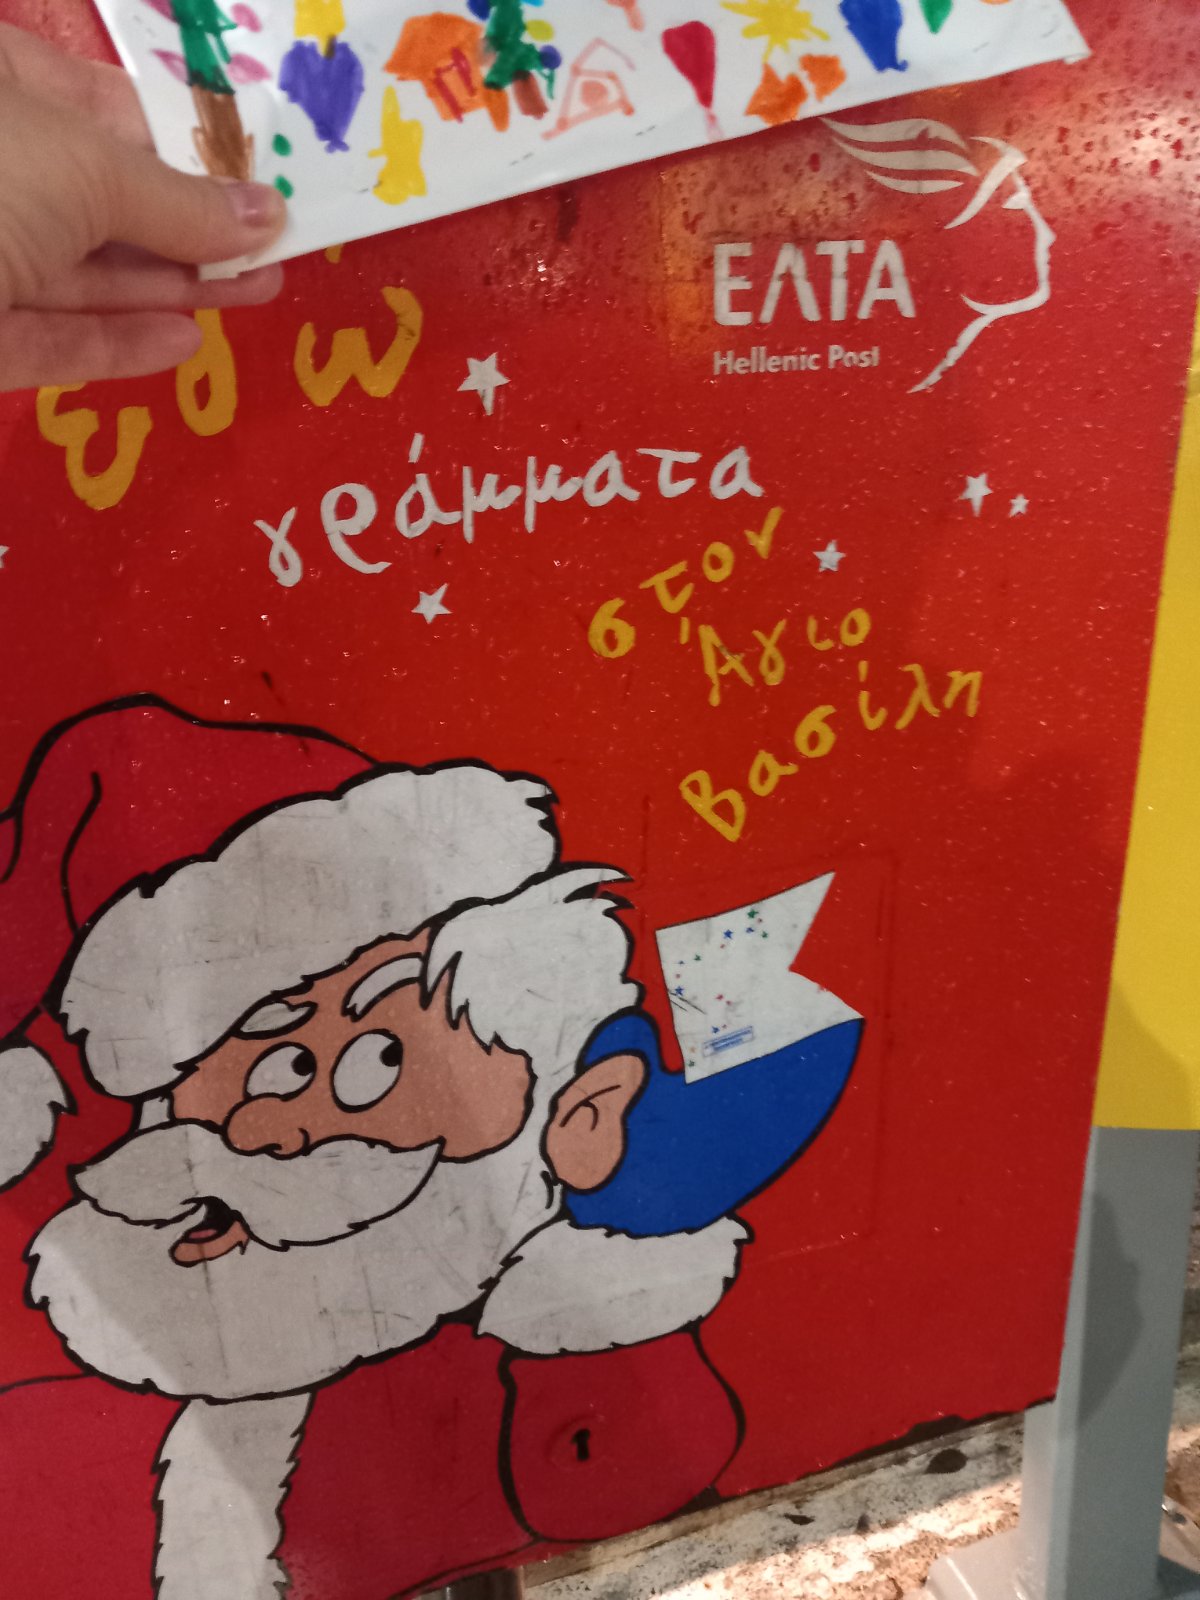 ΕΛΤΑ
Hellenic Post
εδώ
γράμματα
στον
Άγιο
Βασίλη